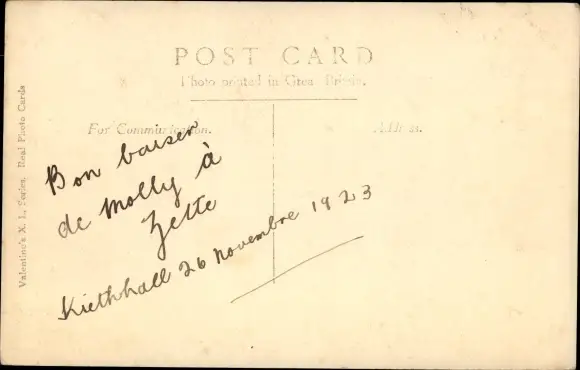 POST CARD
Photo printed in Great Britain.
For Communication.
Address.
Bon baiser
de Molly à
Zette
Kiethhall 26 novembre 1923
Valentine's X. L. Series. Real Photo Cards